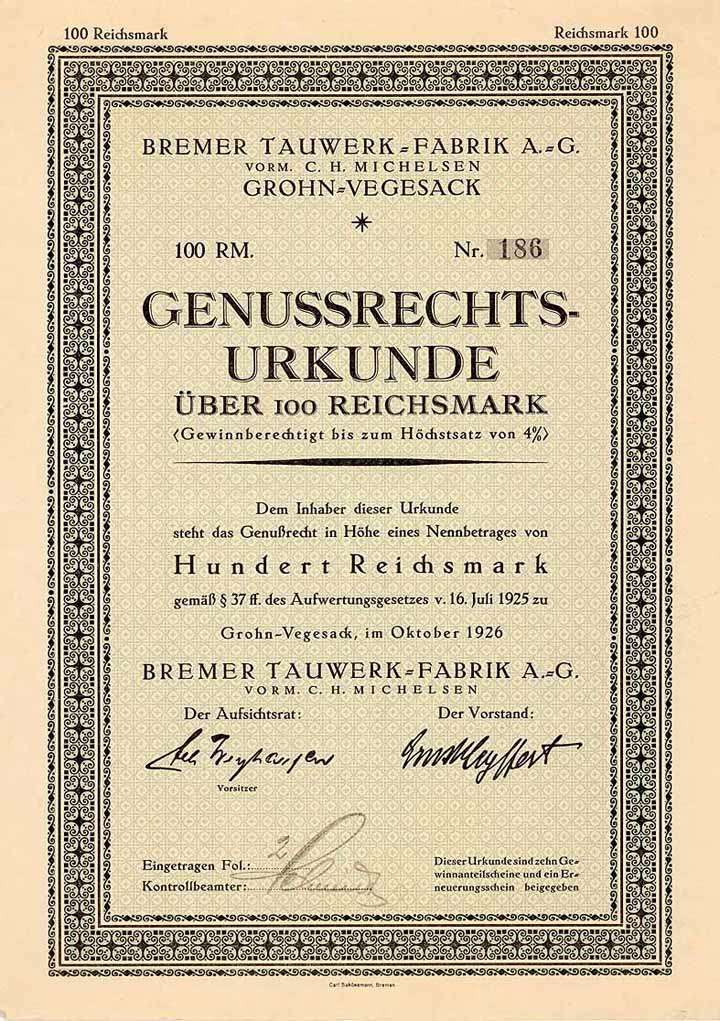 100 Reichsmark
Reichsmark 100
BREMER TAUWERK=FABRIK A.=G.
VORM. C. H. MICHELSEN
GROHN=VEGESACK
100 RM.
Nr. 186
GENUSSRECHTS-
URKUNDE
ÜBER 100 REICHSMARK
(Gewinnberechtigt bis zum Höchstsatz von 4%)
Dem Inhaber dieser Urkunde
steht das Genußrecht in Höhe eines Nennbetrages von
Hundert Reichsmark
gemäß § 37 ff. des Aufwertungsgesetzes v. 16. Juli 1925 zu
Grohn-Vegesack, im Oktober 1926
BREMER TAUWERK=FABRIK A.=G.
VORM. C. H. MICHELSEN
Der Aufsichtsrat:
Der Vorstand:
Vorsitzer
Eingetragen Fol.: 2
Kontrollbeamter:
Dieser Urkunde sind zehn Ge=
winnanteilscheine und ein Er=
neuerungsschein beigegeben
Carl Schünemann, Bremen